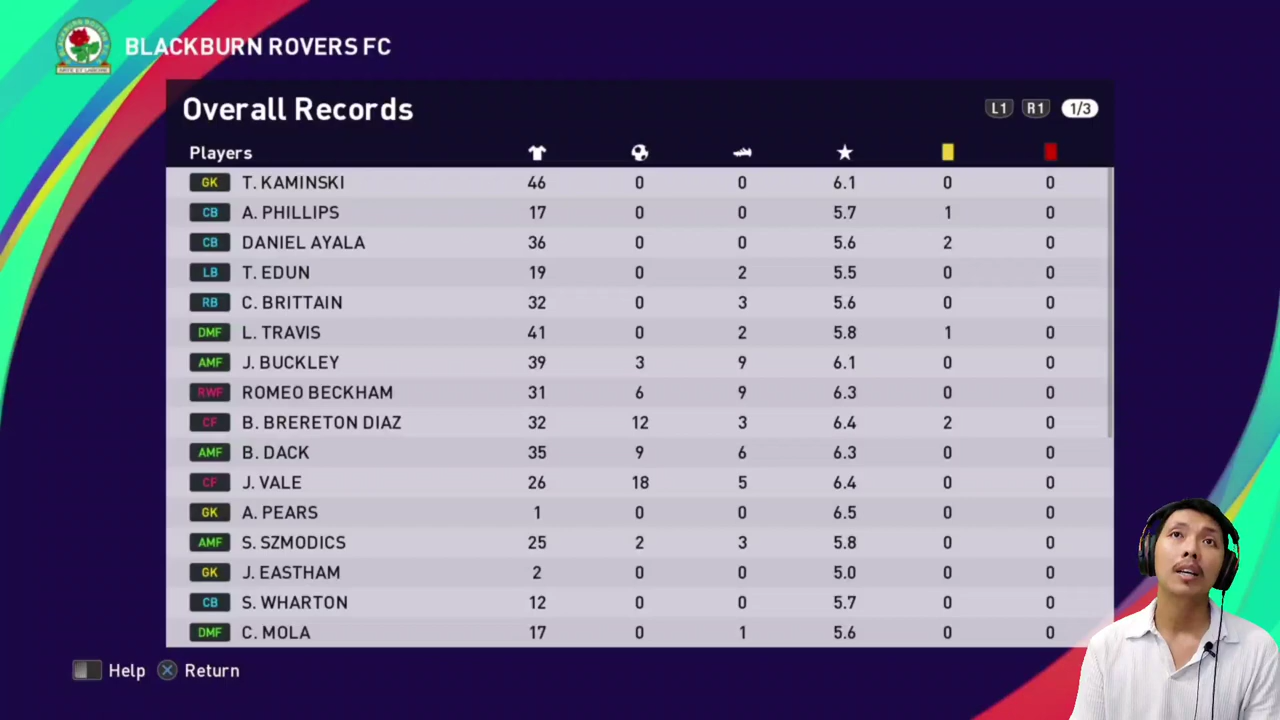 BLACKBURN ROVERS FC
Overall Records
L1 R1 1/3
Players
GK T. KAMINSKI 46 0 0 6.1 0 0
CB A. PHILLIPS 17 0 0 5.7 1 0
CB DANIEL AYALA 36 0 0 5.6 2 0
LB T. EDUN 19 0 2 5.5 0 0
RB C. BRITTAIN 32 0 3 5.6 0 0
DMF L. TRAVIS 41 0 2 5.8 1 0
AMF J. BUCKLEY 39 3 9 6.1 0 0
RWF ROMEO BECKHAM 31 6 9 6.3 0 0
CF B. BRERETON DIAZ 32 12 3 6.4 2 0
AMF B. DACK 35 9 6 6.3 0 0
CF J. VALE 26 18 5 6.4 0 0
GK A. PEARS 1 0 0 6.5 0 0
AMF S. SZMODICS 25 2 3 5.8 0 0
GK J. EASTHAM 2 0 0 5.0 0 0
CB S. WHARTON 12 0 0 5.7 0 0
DMF C. MOLA 17 0 1 5.6 0 0
Help Return